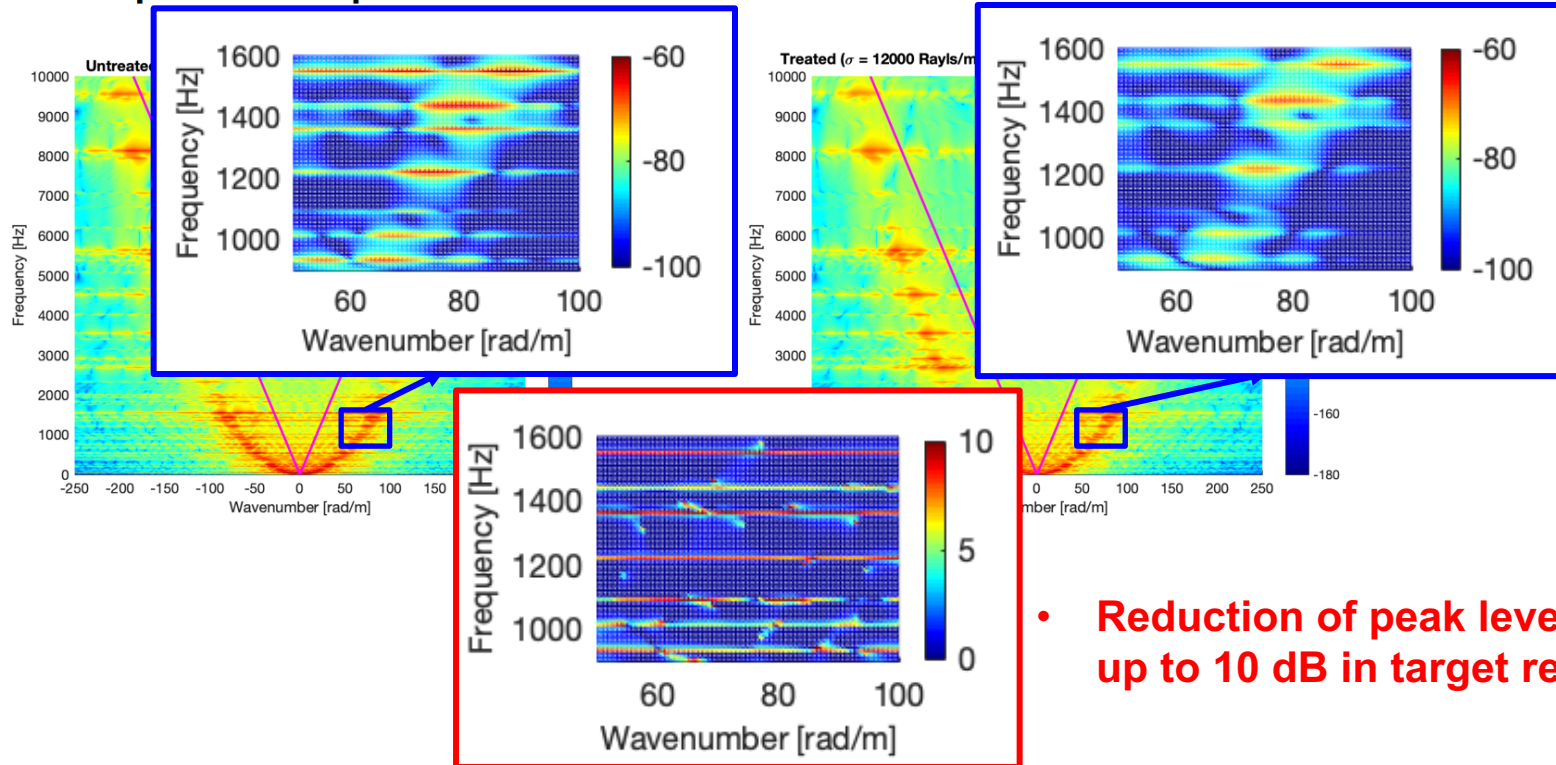 Untreated
10000
9000
8000
7000
6000
5000
4000
3000
2000
1000
0
Frequency [Hz]
-250 -200 -150 -100 -50 0 50 100 150
Wavenumber [rad/m]
1600
1400
1200
1000
Frequency [Hz]
60 80 100
Wavenumber [rad/m]
-60
-80
-100
Treated (σ = 12000 Rayls/m
10000
9000
8000
7000
6000
5000
4000
3000
Frequency [Hz]
0 50 100 150 200 250
mber [rad/m]
-160
-180
1600
1400
1200
1000
Frequency [Hz]
60 80 100
Wavenumber [rad/m]
-60
-80
-100
1600
1400
1200
1000
Frequency [Hz]
60 80 100
Wavenumber [rad/m]
10
5
0
• Reduction of peak leve
up to 10 dB in target re